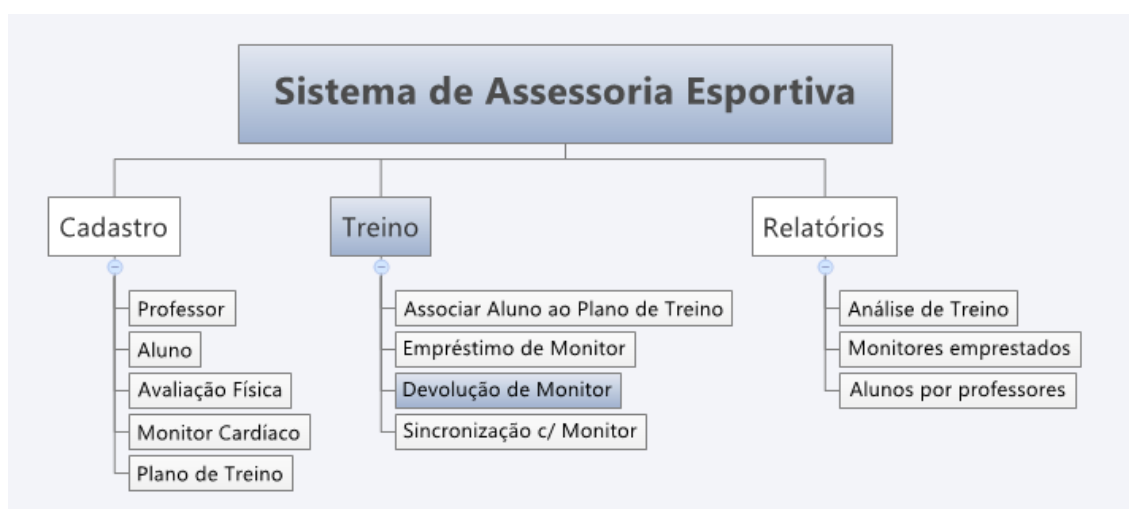 Sistema de Assessoria Esportiva
Cadastro
Professor
Aluno
Avaliação Física
Monitor Cardíaco
Plano de Treino
Treino
Associar Aluno ao Plano de Treino
Empréstimo de Monitor
Devolução de Monitor
Sincronização c/ Monitor
Relatórios
Análise de Treino
Monitores emprestados
Alunos por professores